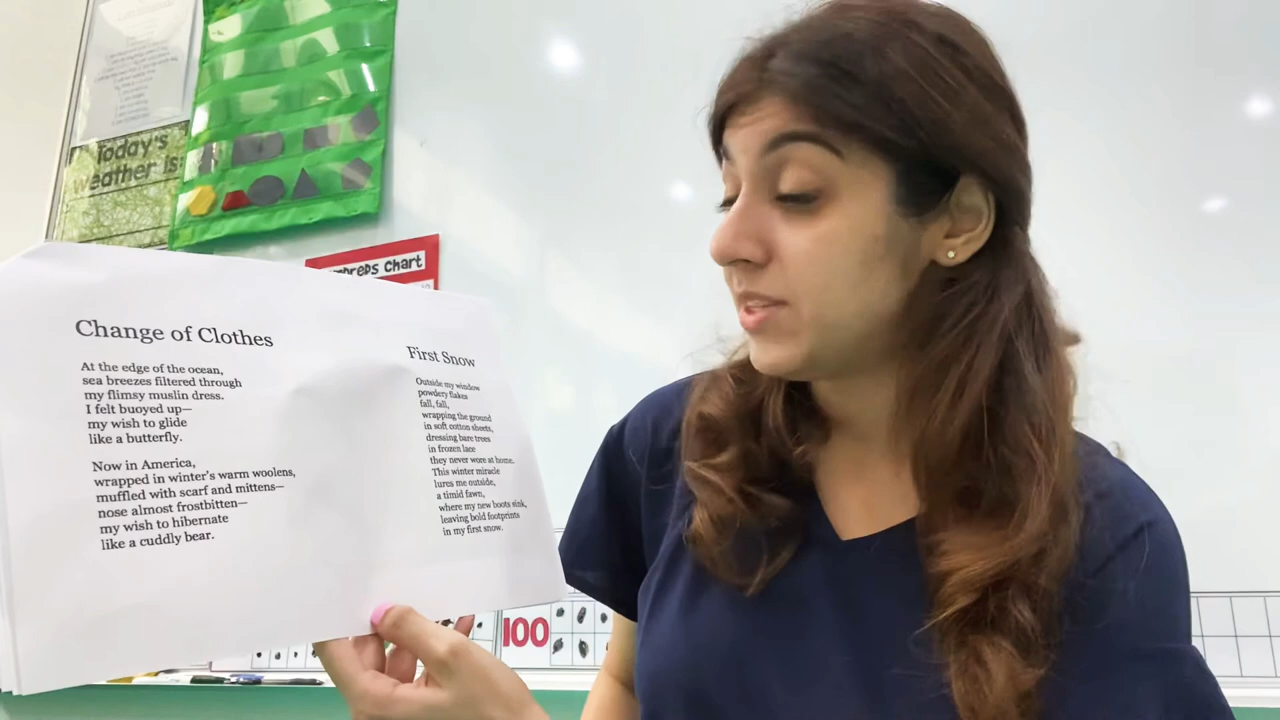 Today's
weather is:
hundreds chart
Change of Clothes
At the edge of the ocean,
sea breezes filtered through
my flimsy muslin dress.
I felt buoyed up—
my wish to glide
like a butterfly.
Now in America,
wrapped in winter's warm woolens,
muffled with scarf and mittens—
nose almost frostbitten—
my wish to hibernate
like a cuddly bear.
First Snow
Outside my window
powdery flakes
fall, fall,
wrapping the ground
in soft cotton sheets,
dressing bare trees
in frozen lace
they never wore at home.
This winter miracle
lures me outside,
a timid fawn,
where my new boots sink,
leaving bold footprints
in my first snow.
100